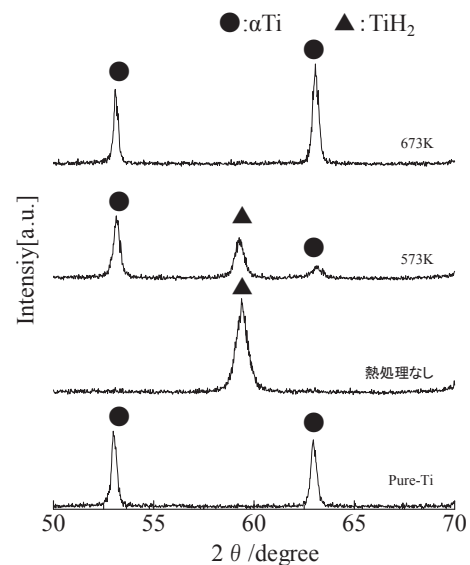 ●:αTi ▲:TiH2
673K
573K
熱処理なし
Pure-Ti
Intensiy[a.u.]
50 55 60 65 70
2 θ /degree